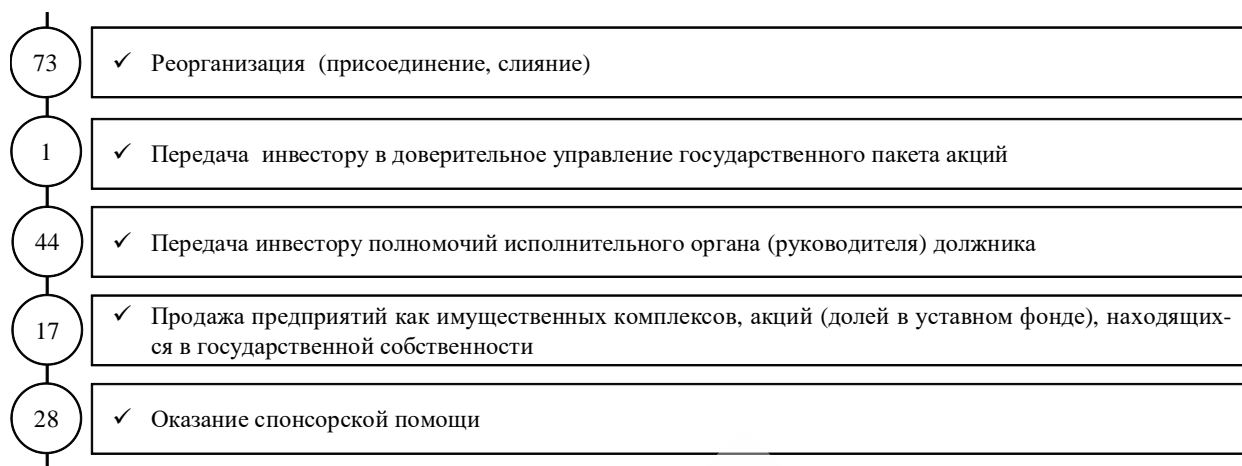 73 ✓ Реорганизация (присоединение, слияние)
1 ✓ Передача инвестору в доверительное управление государственного пакета акций
44 ✓ Передача инвестору полномочий исполнительного органа (руководителя) должника
17 ✓ Продажа предприятий как имущественных комплексов, акций (долей в уставном фонде), находящих-
ся в государственной собственности
28 ✓ Оказание спонсорской помощи